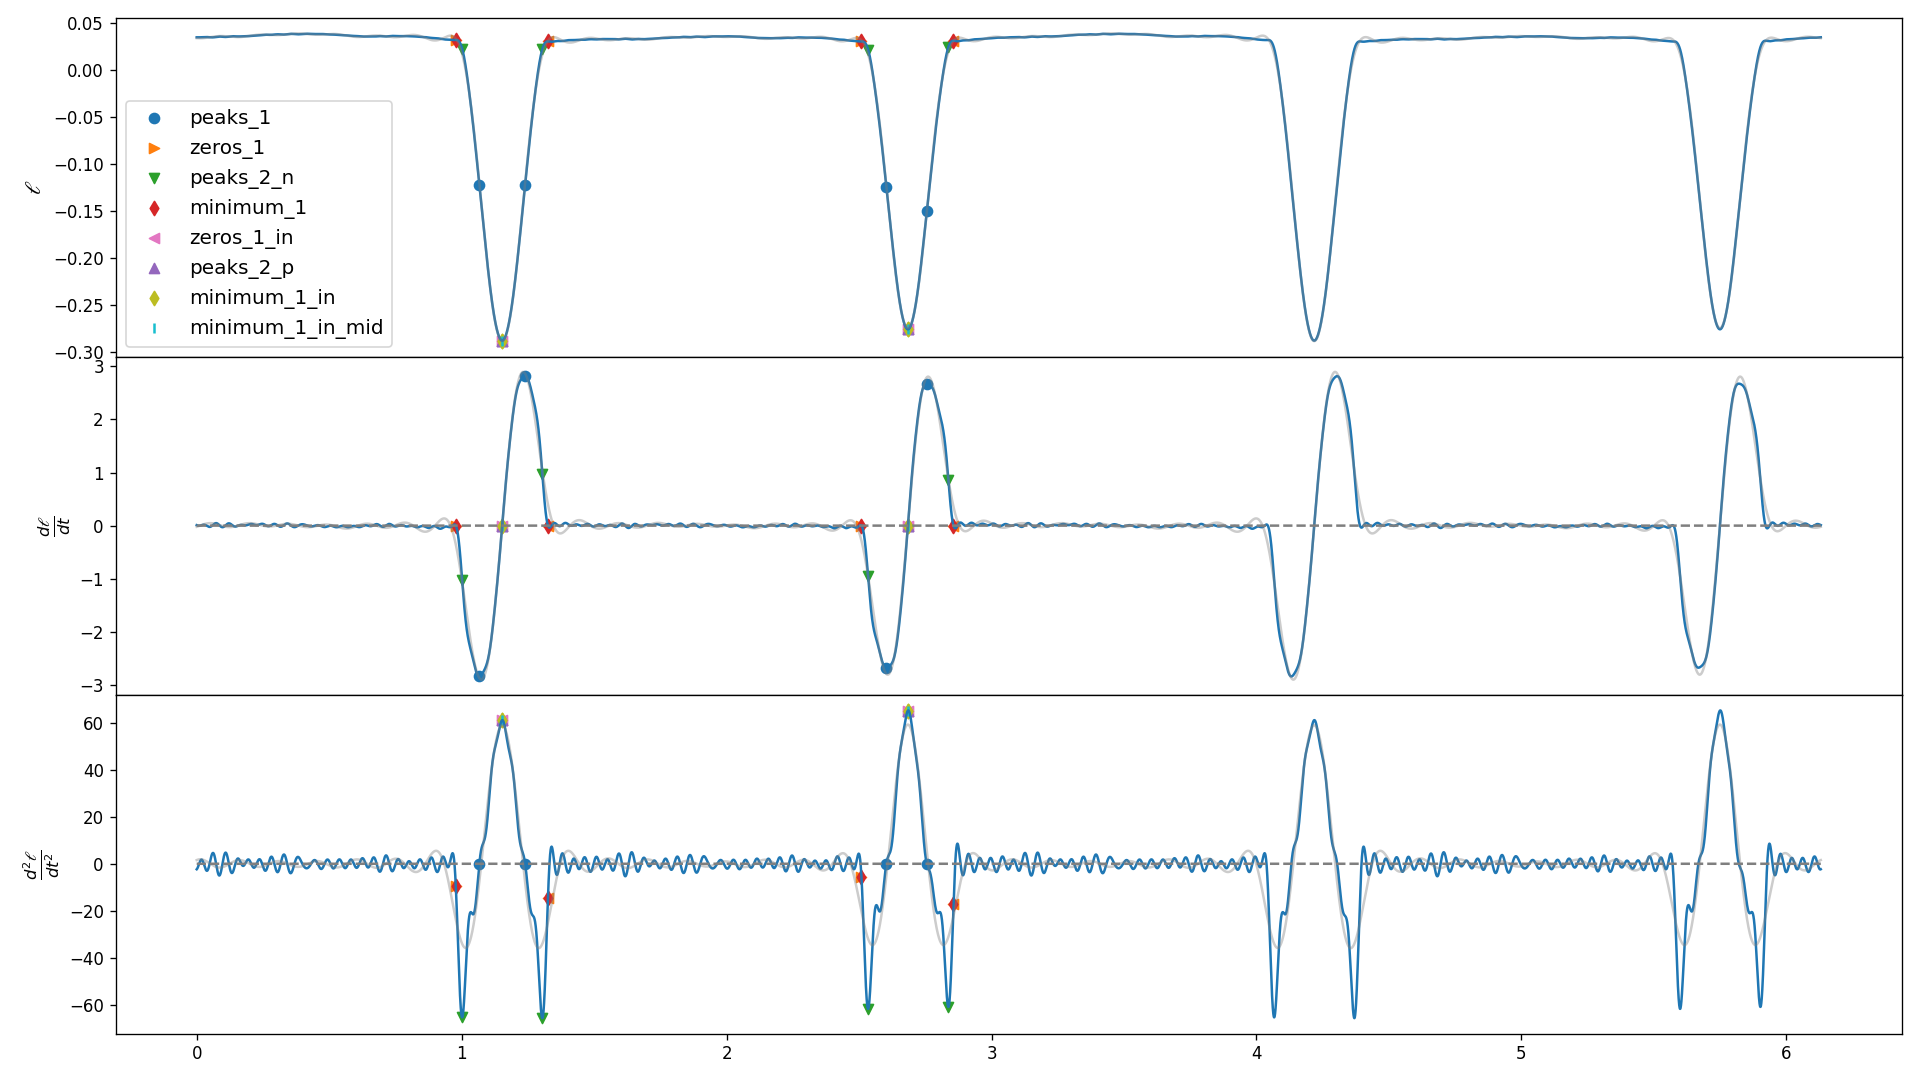 0.05
0.00
−0.05
−0.10
−0.15
−0.20
−0.25
−0.30
ℓ
peaks_1
zeros_1
peaks_2_n
minimum_1
zeros_1_in
peaks_2_p
minimum_1_in
minimum_1_in_mid
3
2
1
0
−1
−2
−3
dℓ
dt
60
40
20
0
−20
−40
−60
d²ℓ
dt²
0 1 2 3 4 5 6